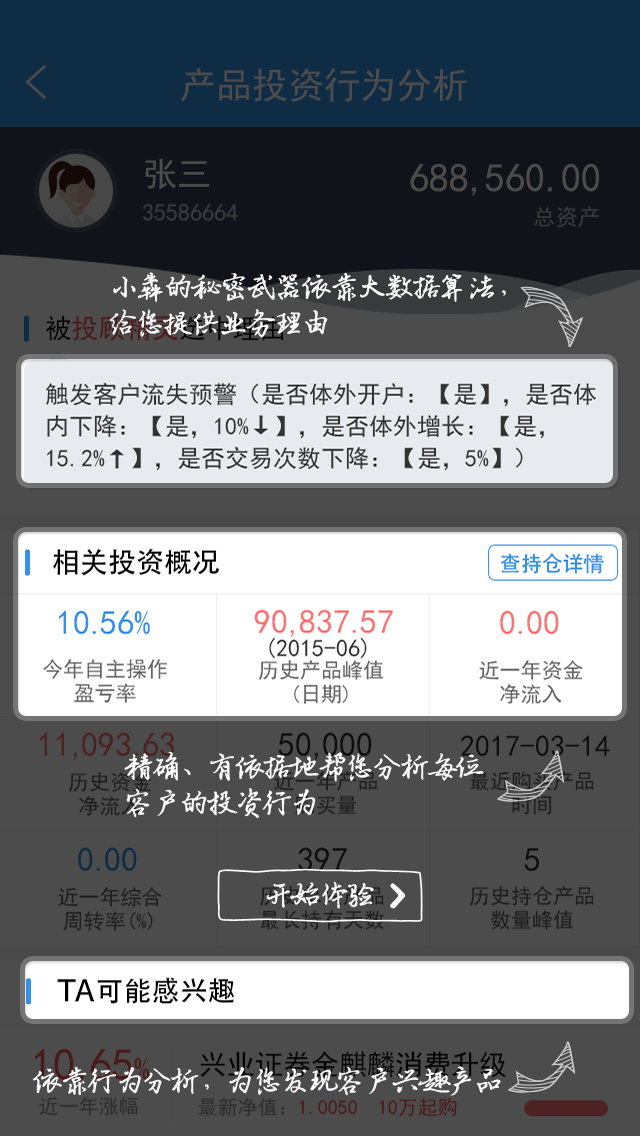 产品投资行为分析
张三
688,560.00
35586664
总资产
小犇的秘密武器依靠大数据算法，
给您提供业务理由
被投顾精灵选中理由
触发客户流失预警（是否体外开户：【是】，是否体
内下降：【是，10%↓】，是否体外增长：【是，
15.2%↑】，是否交易次数下降：【是，5%】）
相关投资概况
查持仓详情
10.56%
90,837.57
0.00
(2015-06)
今年自主操作
盈亏率
历史产品峰值
(日期)
近一年资金
净流入
11,093.63
50,000
2017-03-14
精确、有依据地帮您分析每位
客户的投资行为
历史资金
净流入
近一年产品
购买量
最近购买产品
时间
0.00
397
5
开始体验
近一年综合
周转率(%)
最长持有天数
历史持仓产品
数量峰值
TA可能感兴趣
10.65%
兴业证券金麒麟消费升级
依靠行为分析，为您发现客户兴趣产品
近一年涨幅
最新净值：1.0050 10万起购